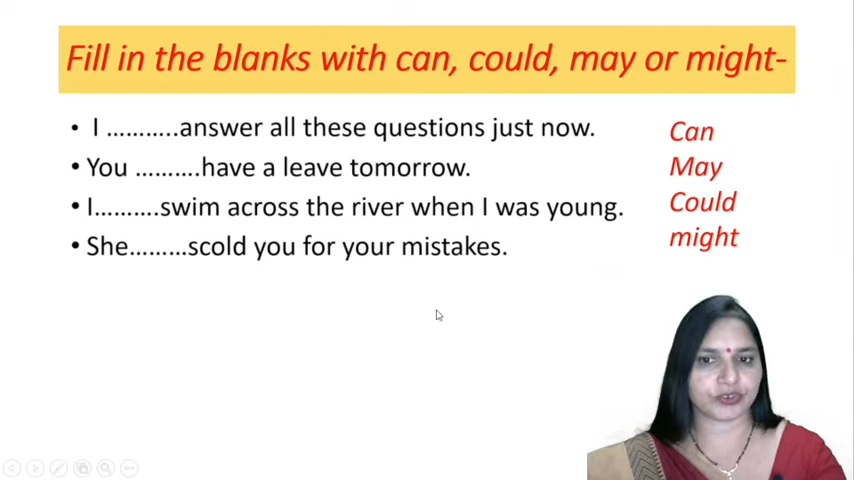 Fill in the blanks with can, could, may or might-
• I ………..answer all these questions just now.
• You ……….have a leave tomorrow.
• I……….swim across the river when I was young.
• She………scold you for your mistakes.
Can
May
Could
might